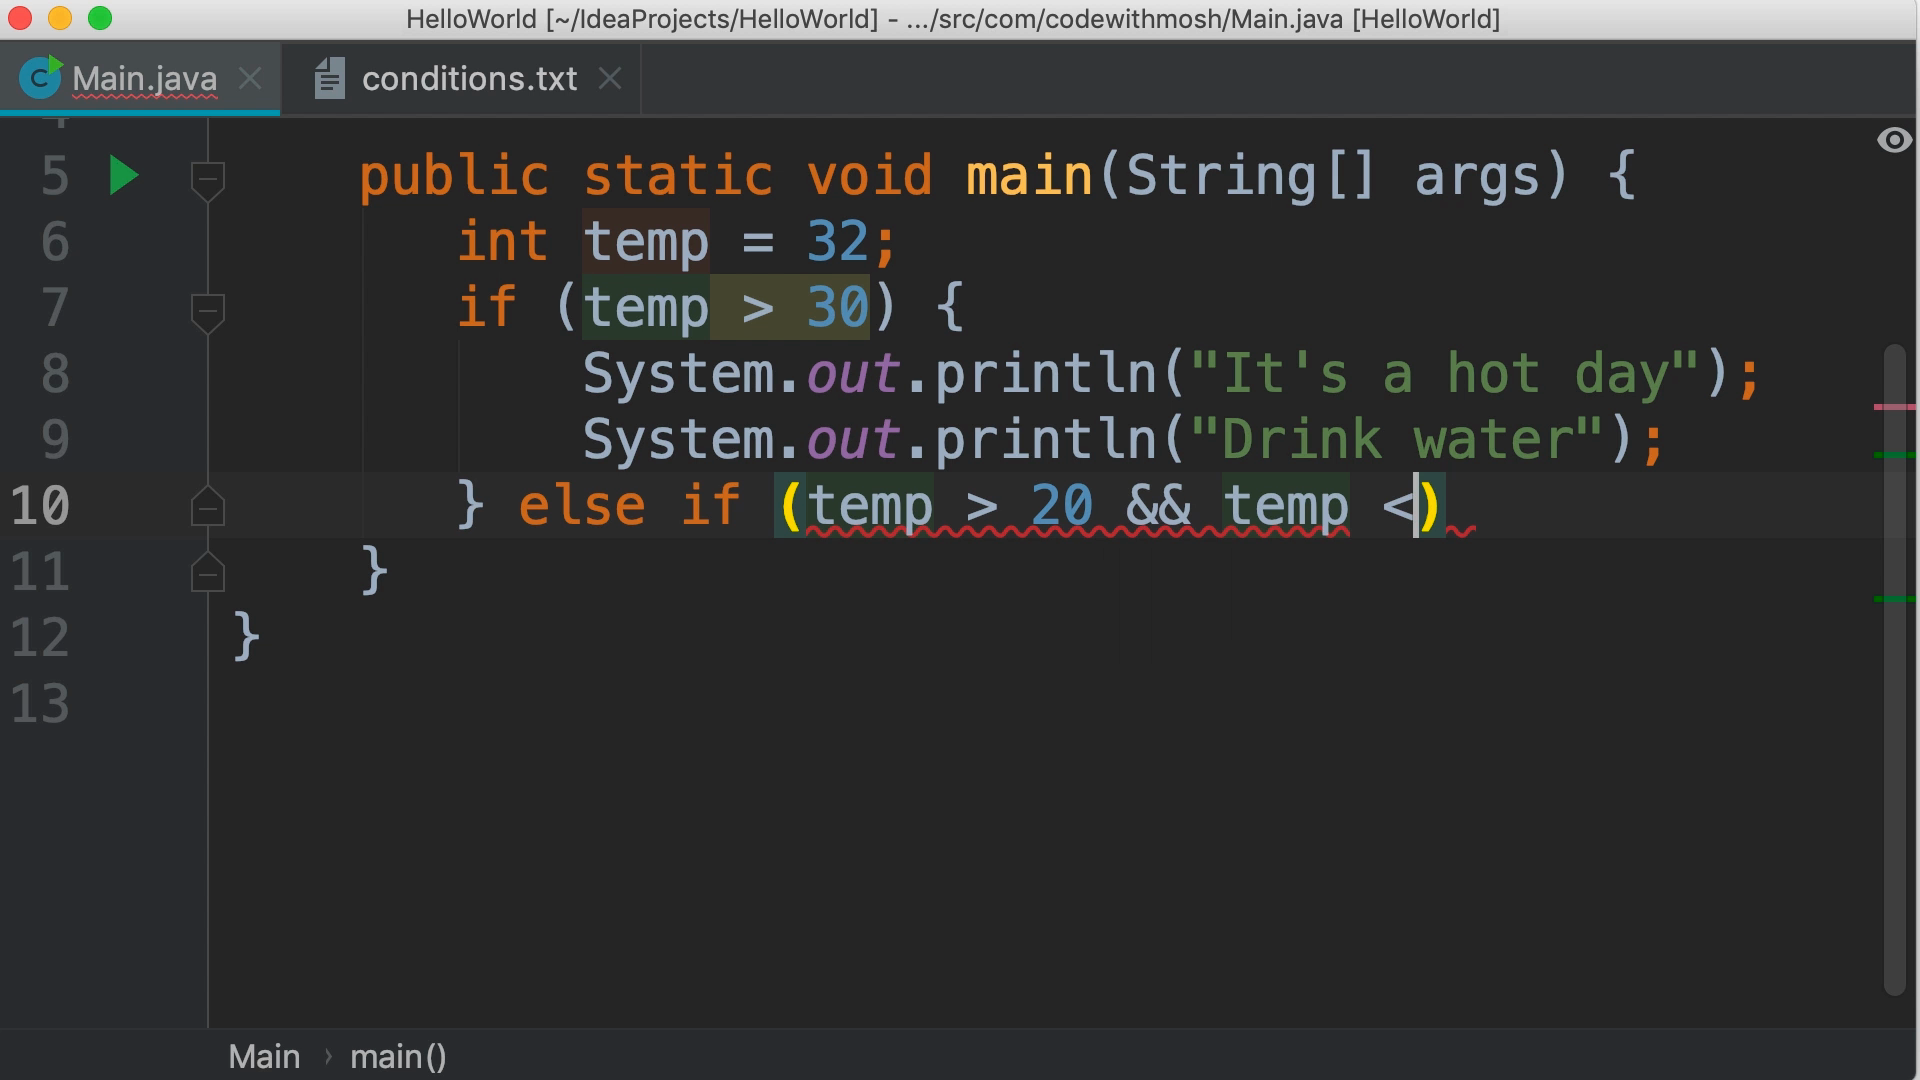 HelloWorld [~/IdeaProjects/HelloWorld] - .../src/com/codewithmosh/Main.java [HelloWorld]
Main.java conditions.txt
5 public static void main(String[] args) {
6 int temp = 32;
7 if (temp > 30) {
8 System.out.println("It's a hot day");
9 System.out.println("Drink water");
10 } else if (temp > 20 && temp <)
11 }
12 }
13
Main › main()